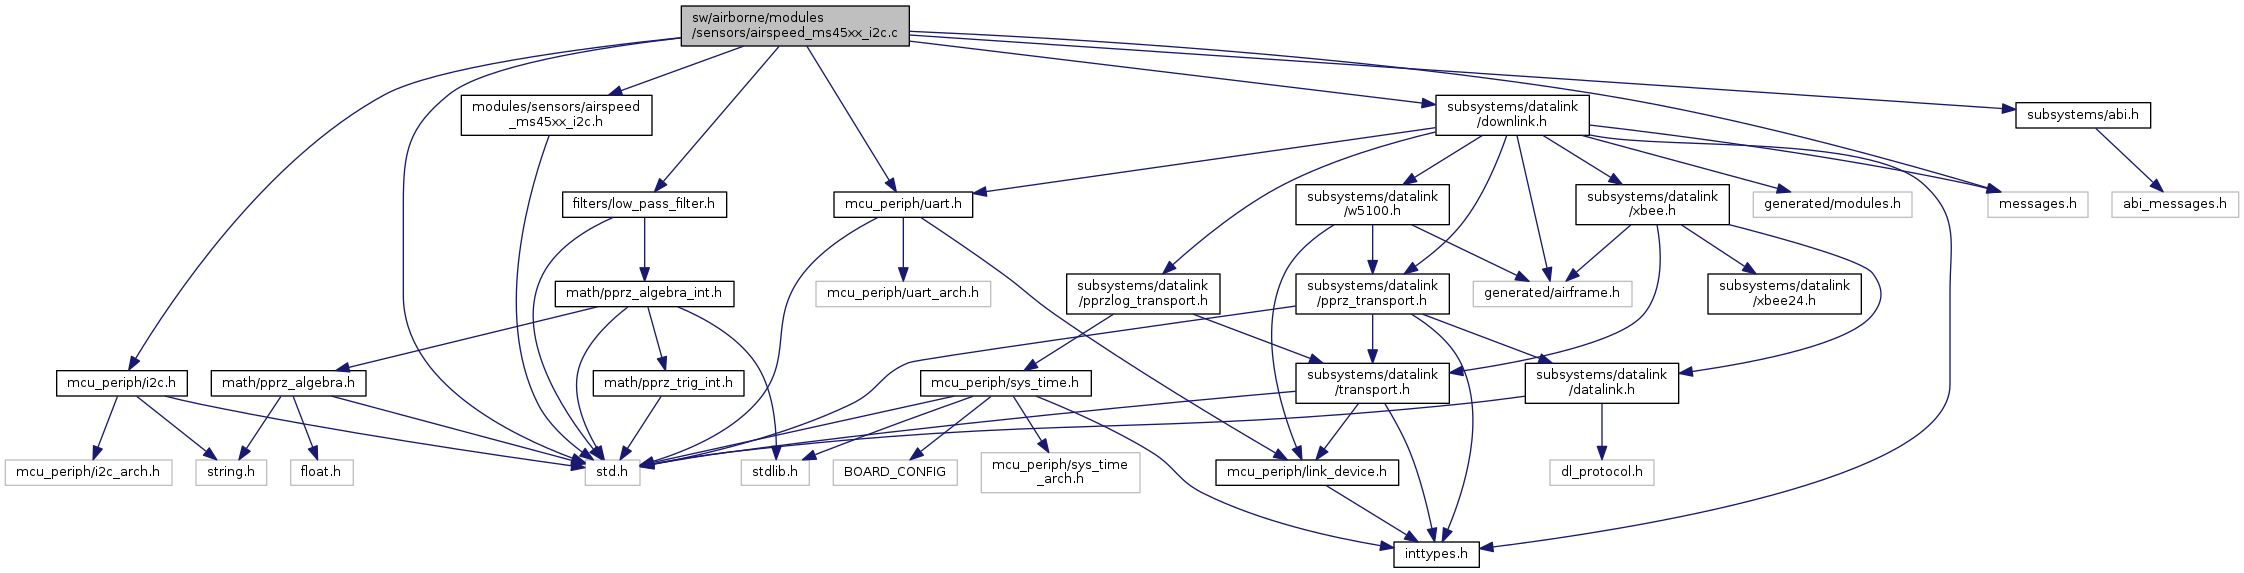 sw/airborne/modules
/sensors/airspeed_ms45xx_i2c.c
modules/sensors/airspeed
_ms45xx_i2c.h
subsystems/datalink
/downlink.h
subsystems/abi.h
filters/low_pass_filter.h
mcu_periph/uart.h
subsystems/datalink
/w5100.h
subsystems/datalink
/xbee.h
generated/modules.h
messages.h
abi_messages.h
math/pprz_algebra_int.h
mcu_periph/uart_arch.h
subsystems/datalink
/pprzlog_transport.h
subsystems/datalink
/pprz_transport.h
generated/airframe.h
subsystems/datalink
/xbee24.h
mcu_periph/i2c.h
math/pprz_algebra.h
math/pprz_trig_int.h
mcu_periph/sys_time.h
subsystems/datalink
/transport.h
subsystems/datalink
/datalink.h
mcu_periph/i2c_arch.h
string.h
float.h
std.h
stdlib.h
BOARD_CONFIG
mcu_periph/sys_time
_arch.h
mcu_periph/link_device.h
dl_protocol.h
inttypes.h